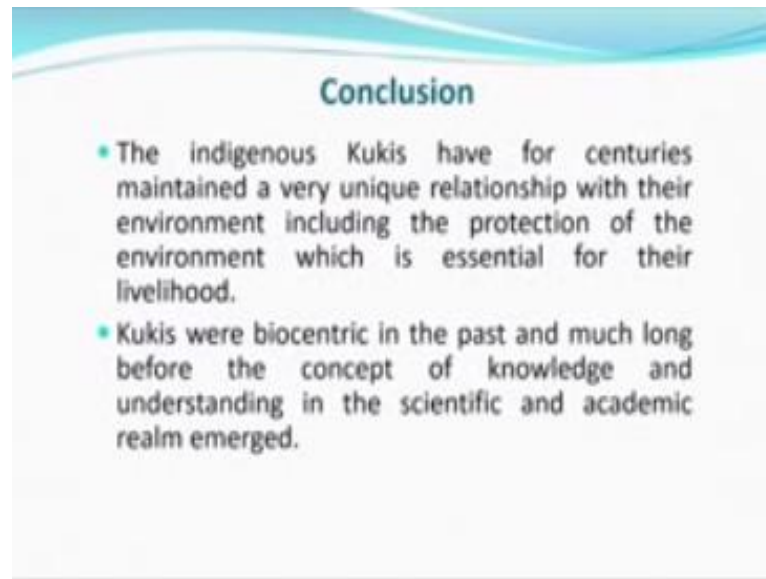 Conclusion
• The indigenous Kukis have for centuries
maintained a very unique relationship with their
environment including the protection of the
environment which is essential for their
livelihood.
• Kukis were biocentric in the past and much long
before the concept of knowledge and
understanding in the scientific and academic
realm emerged.